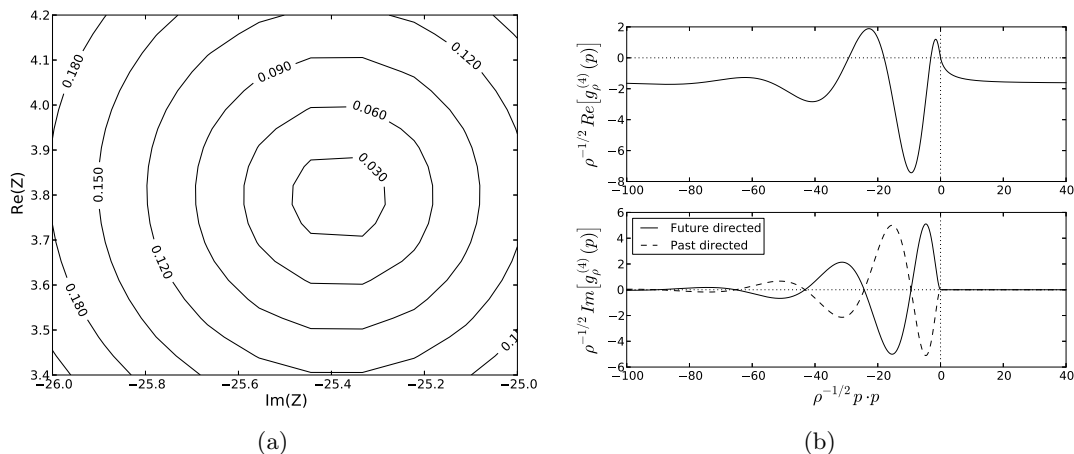 4.2
4.1
4.0
3.9
3.8
3.7
3.6
3.5
3.4
Re(Z)
0.180
0.120
0.090
0.060
0.030
0.150
0.120
0.180
−26.0 −25.8 −25.6 −25.4 −25.2 −25.0
Im(Z)
(a)
2
0
−2
−4
−6
−8
ρ^{−1/2} Re[g_ρ^{(4)}(p)]
−100 −80 −60 −40 −20 0 20 40
6
4
2
0
−2
−4
−6
ρ^{−1/2} Im[g_ρ^{(4)}(p)]
Future directed
Past directed
−100 −80 −60 −40 −20 0 20 40
ρ^{−1/2} p·p
(b)